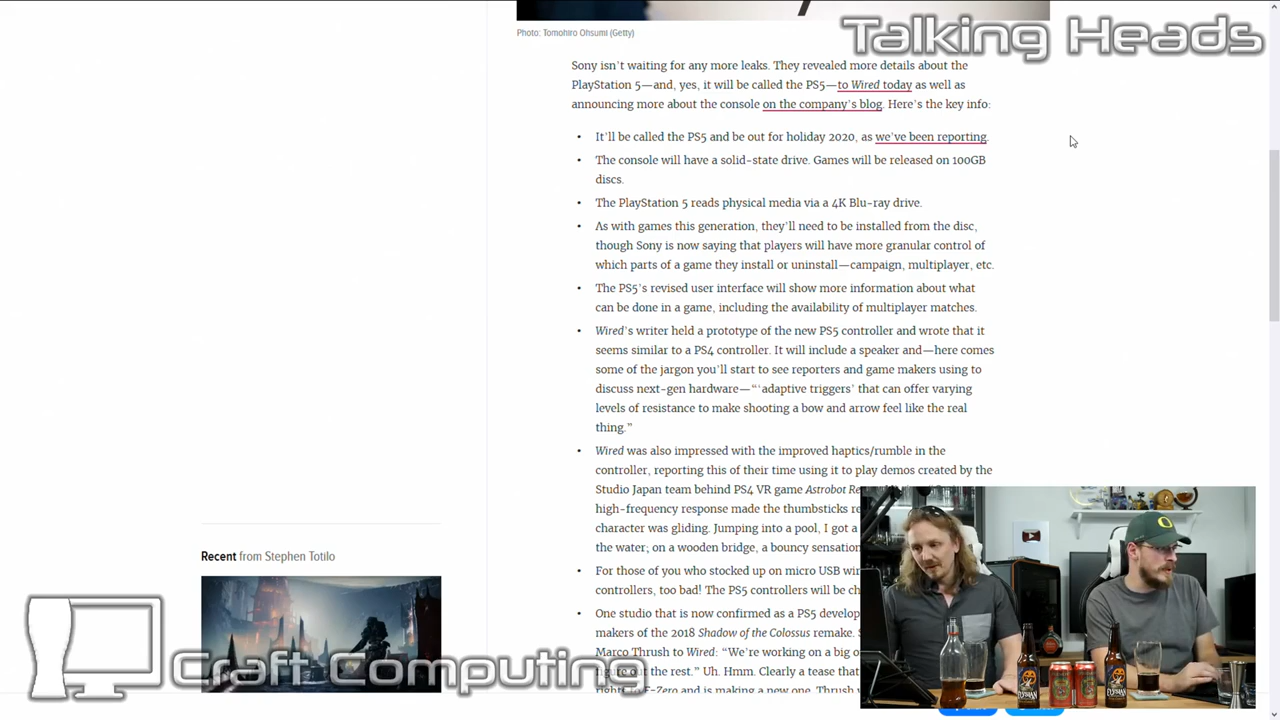 Talking Heads
Photo: Tomohiro Ohsumi (Getty)
Sony isn't waiting for any more leaks. They revealed more details about the
PlayStation 5—and, yes, it will be called the PS5—to Wired today as well as
announcing more about the console on the company's blog. Here's the key info:
• It'll be called the PS5 and be out for holiday 2020, as we've been reporting.
• The console will have a solid-state drive. Games will be released on 100GB
discs.
• The PlayStation 5 reads physical media via a 4K Blu-ray drive.
• As with games this generation, they'll need to be installed from the disc,
though Sony is now saying that players will have more granular control of
which parts of a game they install or uninstall—campaign, multiplayer, etc.
• The PS5's revised user interface will show more information about what
can be done in a game, including the availability of multiplayer matches.
• Wired's writer held a prototype of the new PS5 controller and wrote that it
seems similar to a PS4 controller. It will include a speaker and—here comes
some of the jargon you'll start to see reporters and game makers using to
discuss next-gen hardware—"'adaptive triggers' that can offer varying
levels of resistance to make shooting a bow and arrow feel like the real
thing."
• Wired was also impressed with the improved haptics/rumble in the
controller, reporting this of their time using it to play demos created by the
Studio Japan team behind PS4 VR game Astrobot Re
high-frequency response made the thumbsticks re
character was gliding. Jumping into a pool, I got a
the water; on a wooden bridge, a bouncy sensation
• For those of you who stocked up on micro USB wir
controllers, too bad! The PS5 controllers will be ch
• One studio that is now confirmed as a PS5 develop
makers of the 2018 Shadow of the Colossus remake. S
Marco Thrush to Wired: "We're working on a big o
figure out the rest." Uh. Hmm. Clearly a tease that
rights to F-Zero and is making a new one. Thrush
Recent from Stephen Totilo
Craft Computing
ELYSIAN
ELYSIAN